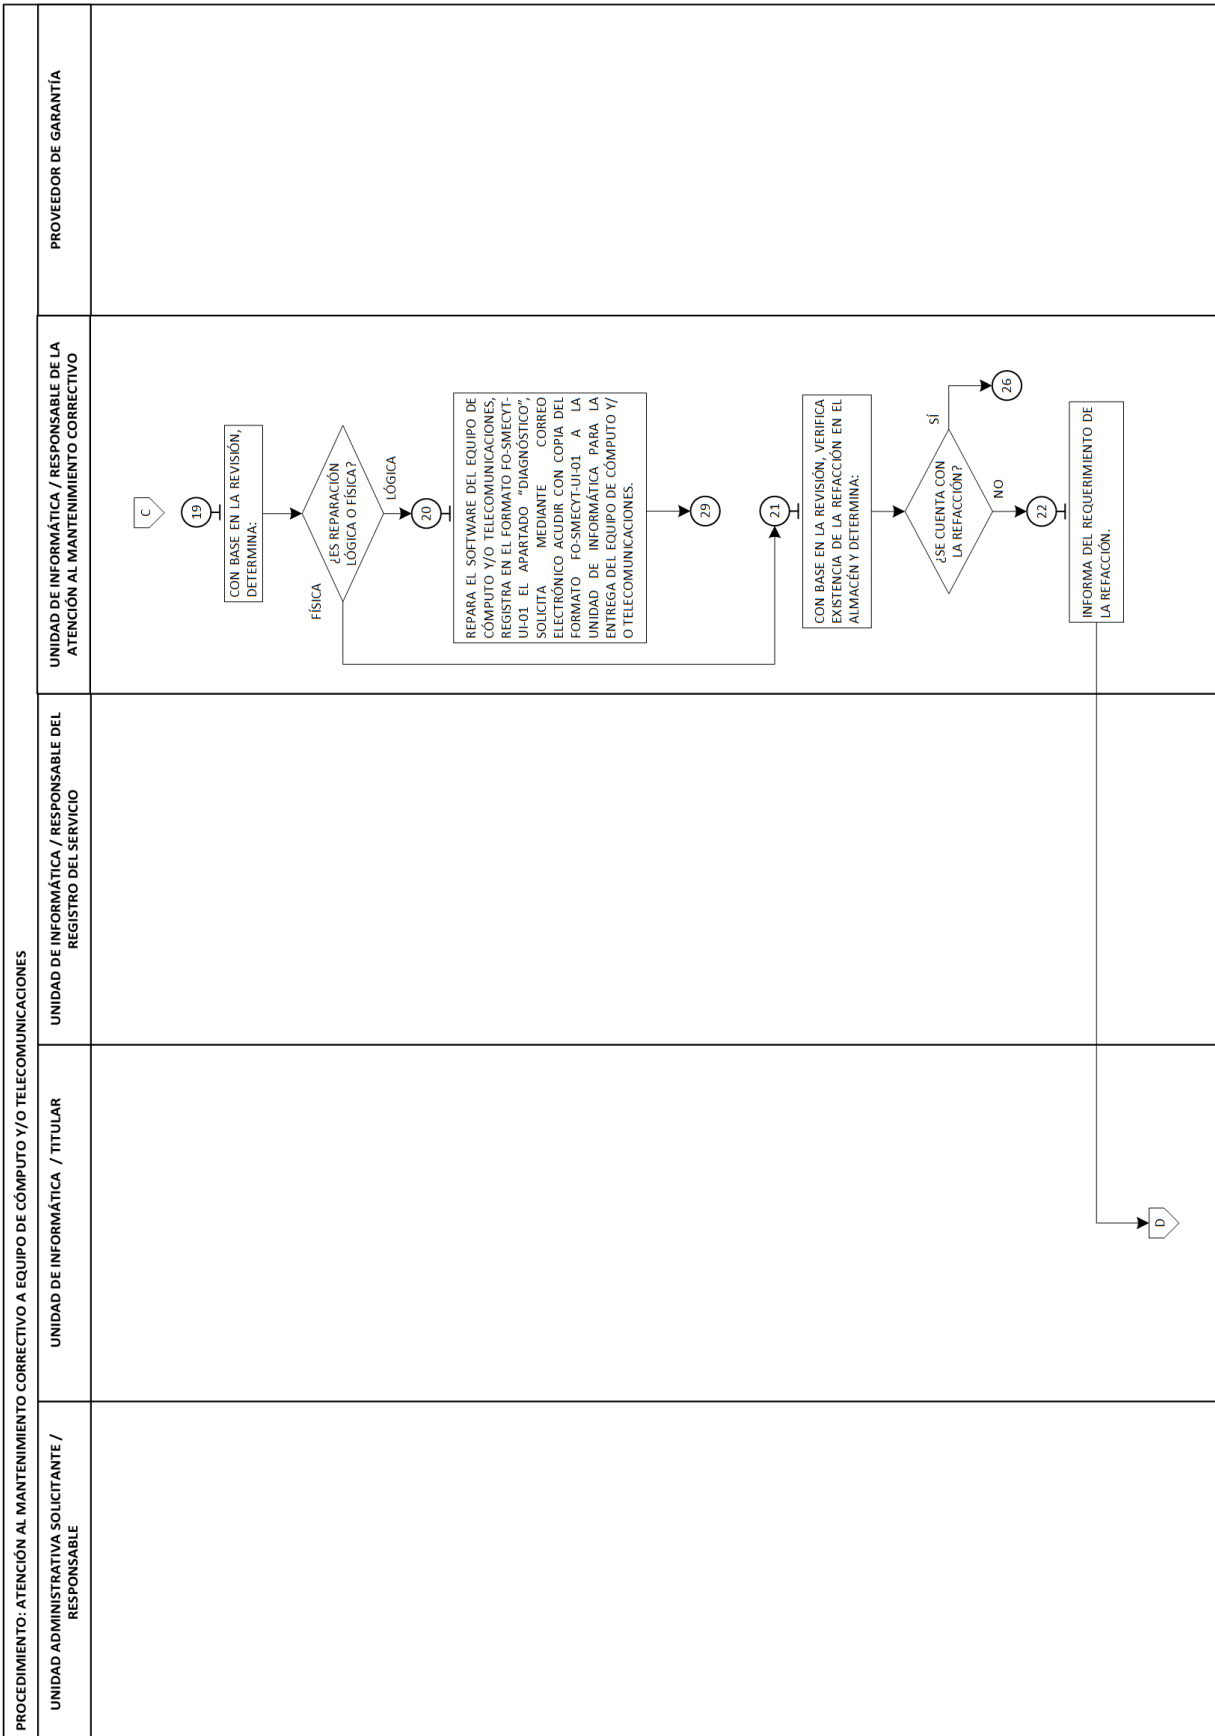 PROCEDIMIENTO: ATENCIÓN AL MANTENIMIENTO CORRECTIVO A EQUIPO DE CÓMPUTO Y/O TELECOMUNICACIONES
UNIDAD ADMINISTRATIVA SOLICITANTE /
RESPONSABLE
UNIDAD DE INFORMÁTICA / TITULAR
UNIDAD DE INFORMÁTICA / RESPONSABLE DEL
REGISTRO DEL SERVICIO
UNIDAD DE INFORMÁTICA / RESPONSABLE DE LA
ATENCIÓN AL MANTENIMIENTO CORRECTIVO
PROVEEDOR DE GARANTÍA
C
19
CON BASE EN LA REVISIÓN,
DETERMINA:
¿ES REPARACIÓN
LÓGICA O FÍSICA?
FÍSICA
LÓGICA
20
REPARA EL SOFTWARE DEL EQUIPO DE
CÓMPUTO Y/O TELECOMUNICACIONES,
REGISTRA EN EL FORMATO FO-SMECYT-
UI-01 EL APARTADO "DIAGNÓSTICO",
SOLICITA MEDIANTE CORREO
ELECTRÓNICO ACUDIR CON COPIA DEL
FORMATO FO-SMECYT-UI-01 A LA
UNIDAD DE INFORMÁTICA PARA LA
ENTREGA DEL EQUIPO DE CÓMPUTO Y/
O TELECOMUNICACIONES.
29
21
CON BASE EN LA REVISIÓN, VERIFICA
EXISTENCIA DE LA REFACCIÓN EN EL
ALMACÉN Y DETERMINA:
¿SE CUENTA CON
LA REFACCIÓN?
SÍ
26
NO
22
INFORMA DEL REQUERIMIENTO DE
LA REFACCIÓN.
D